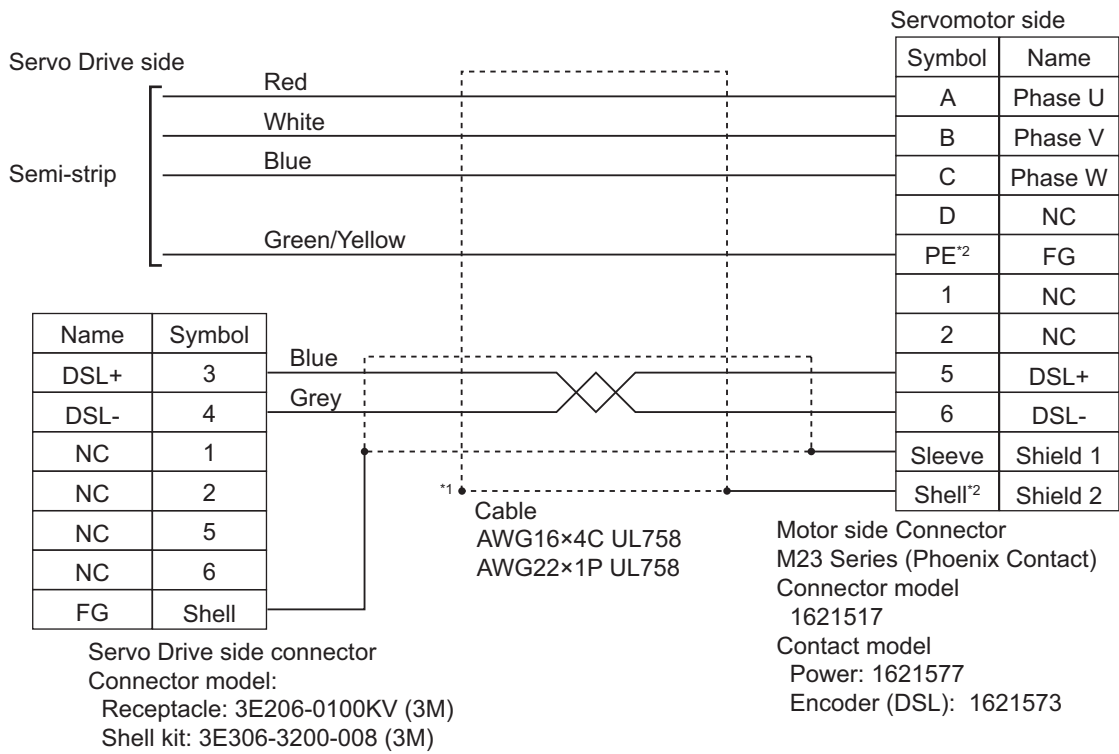 Servomotor side
Symbol Name
A Phase U
B Phase V
C Phase W
D NC
PE*2 FG
1 NC
2 NC
5 DSL+
6 DSL-
Sleeve Shield 1
Shell*2 Shield 2
Servo Drive side
Semi-strip
Red
White
Blue
Green/Yellow
Name Symbol
DSL+ 3
DSL- 4
NC 1
NC 2
NC 5
NC 6
FG Shell
Blue
Grey
*1
Cable
AWG16×4C UL758
AWG22×1P UL758
Servo Drive side connector
Connector model:
Receptacle: 3E206-0100KV (3M)
Shell kit: 3E306-3200-008 (3M)
Motor side Connector
M23 Series (Phoenix Contact)
Connector model
1621517
Contact model
Power: 1621577
Encoder (DSL): 1621573